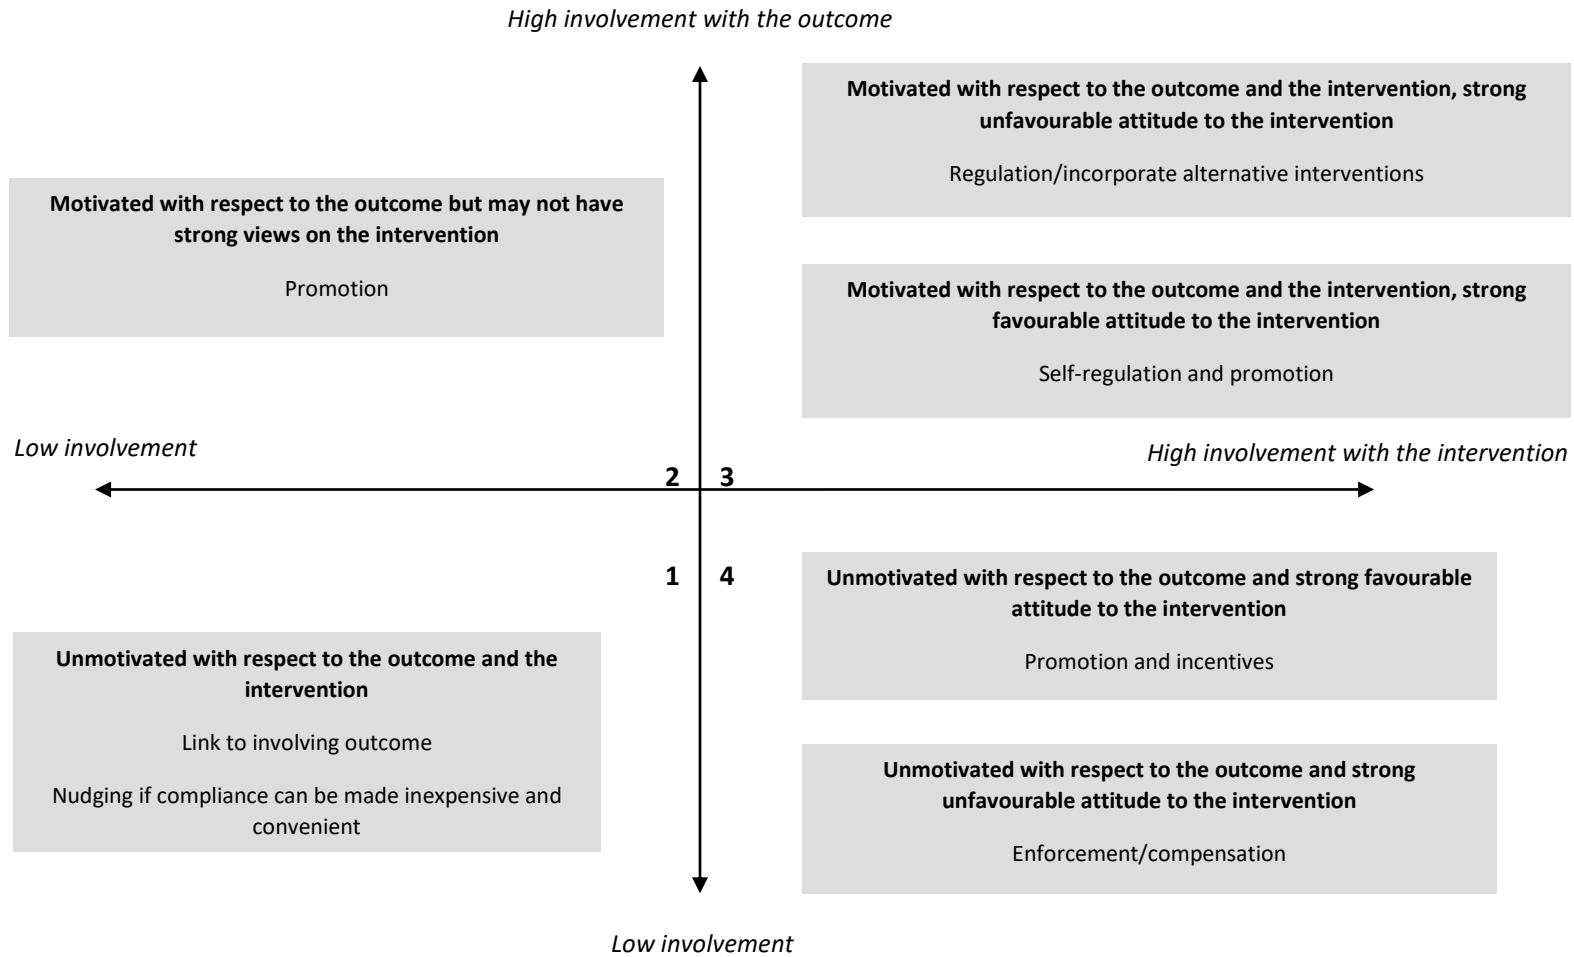 High involvement with the outcome
Motivated with respect to the outcome and the intervention, strong
unfavourable attitude to the intervention
Regulation/incorporate alternative interventions
Motivated with respect to the outcome but may not have
strong views on the intervention
Promotion
Motivated with respect to the outcome and the intervention, strong
favourable attitude to the intervention
Self-regulation and promotion
Low involvement
High involvement with the intervention
2 3
1 4
Unmotivated with respect to the outcome and strong favourable
attitude to the intervention
Promotion and incentives
Unmotivated with respect to the outcome and the
intervention
Link to involving outcome
Nudging if compliance can be made inexpensive and
convenient
Unmotivated with respect to the outcome and strong
unfavourable attitude to the intervention
Enforcement/compensation
Low involvement